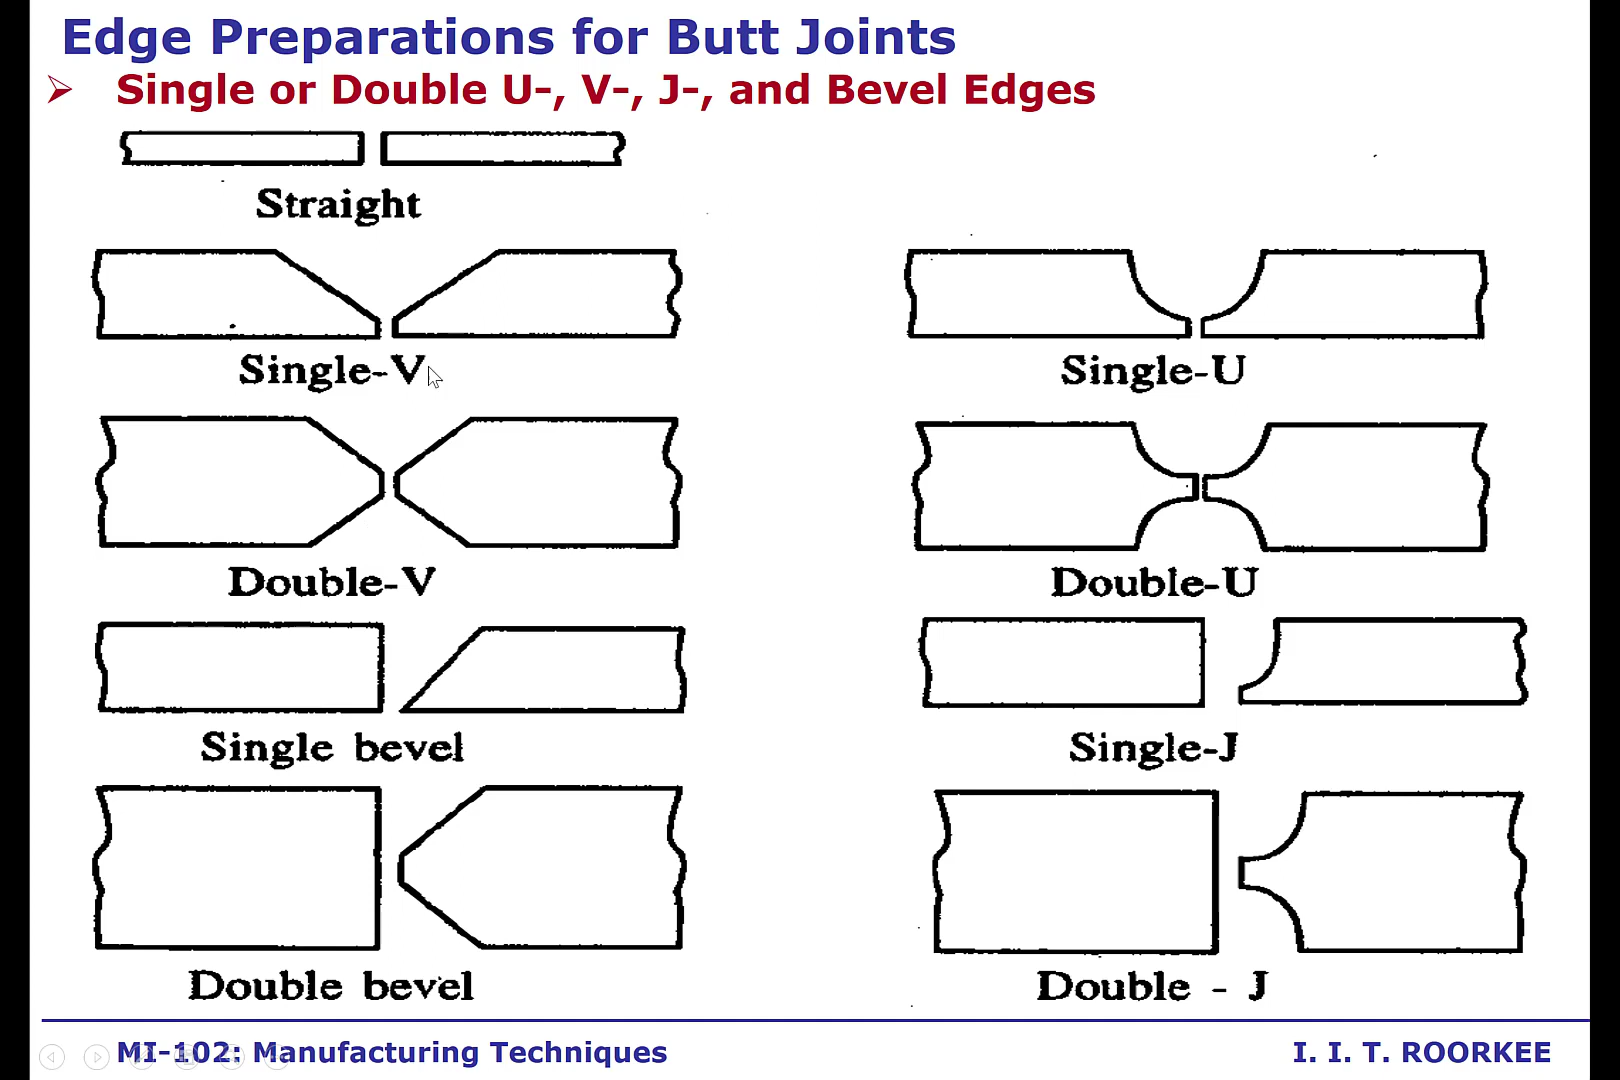 Edge Preparations for Butt Joints
Single or Double U-, V-, J-, and Bevel Edges
Straight
Single-V
Single-U
Double-V
Double-U
Single bevel
Single-J
Double bevel
Double - J
MI-102: Manufacturing Techniques
I. I. T. ROORKEE